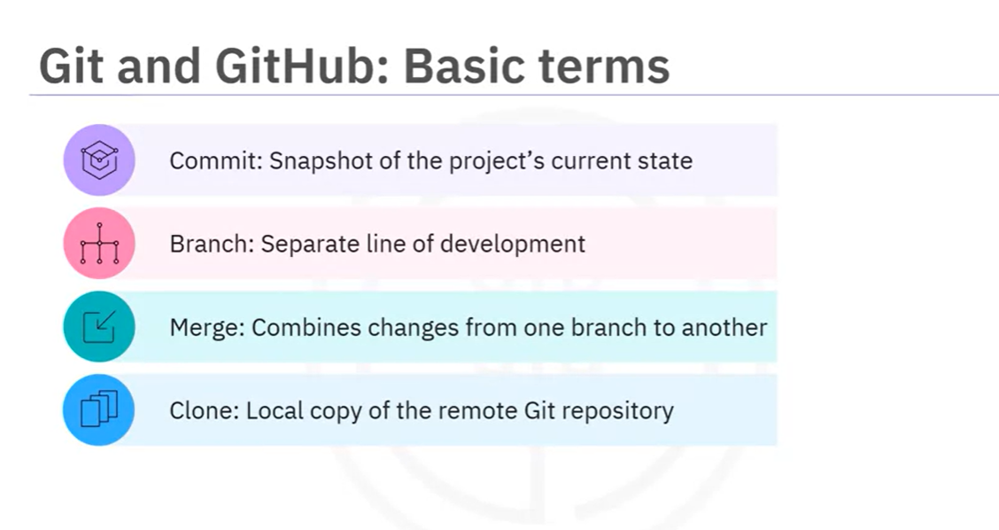 Git and GitHub: Basic terms
Commit: Snapshot of the project’s current state
Branch: Separate line of development
Merge: Combines changes from one branch to another
Clone: Local copy of the remote Git repository